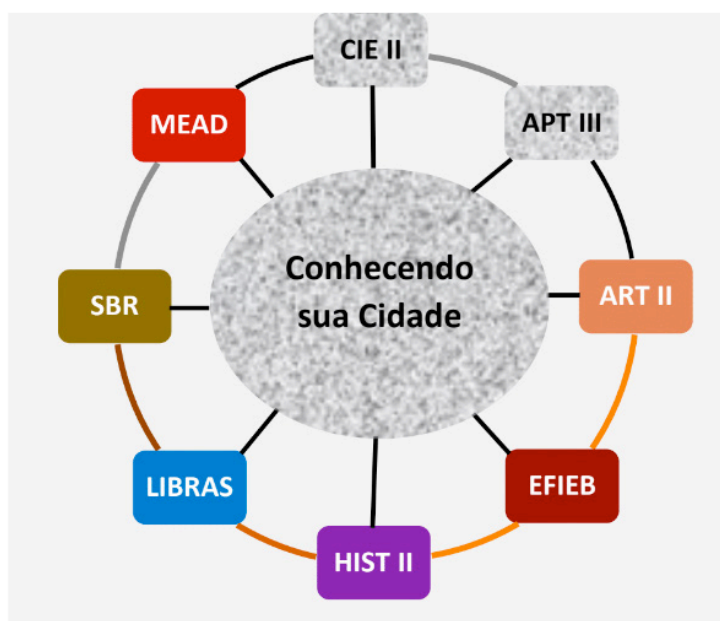 CIE II
MEAD
APT III
Conhecendo
sua Cidade
SBR
ART II
LIBRAS
EFIEB
HIST II